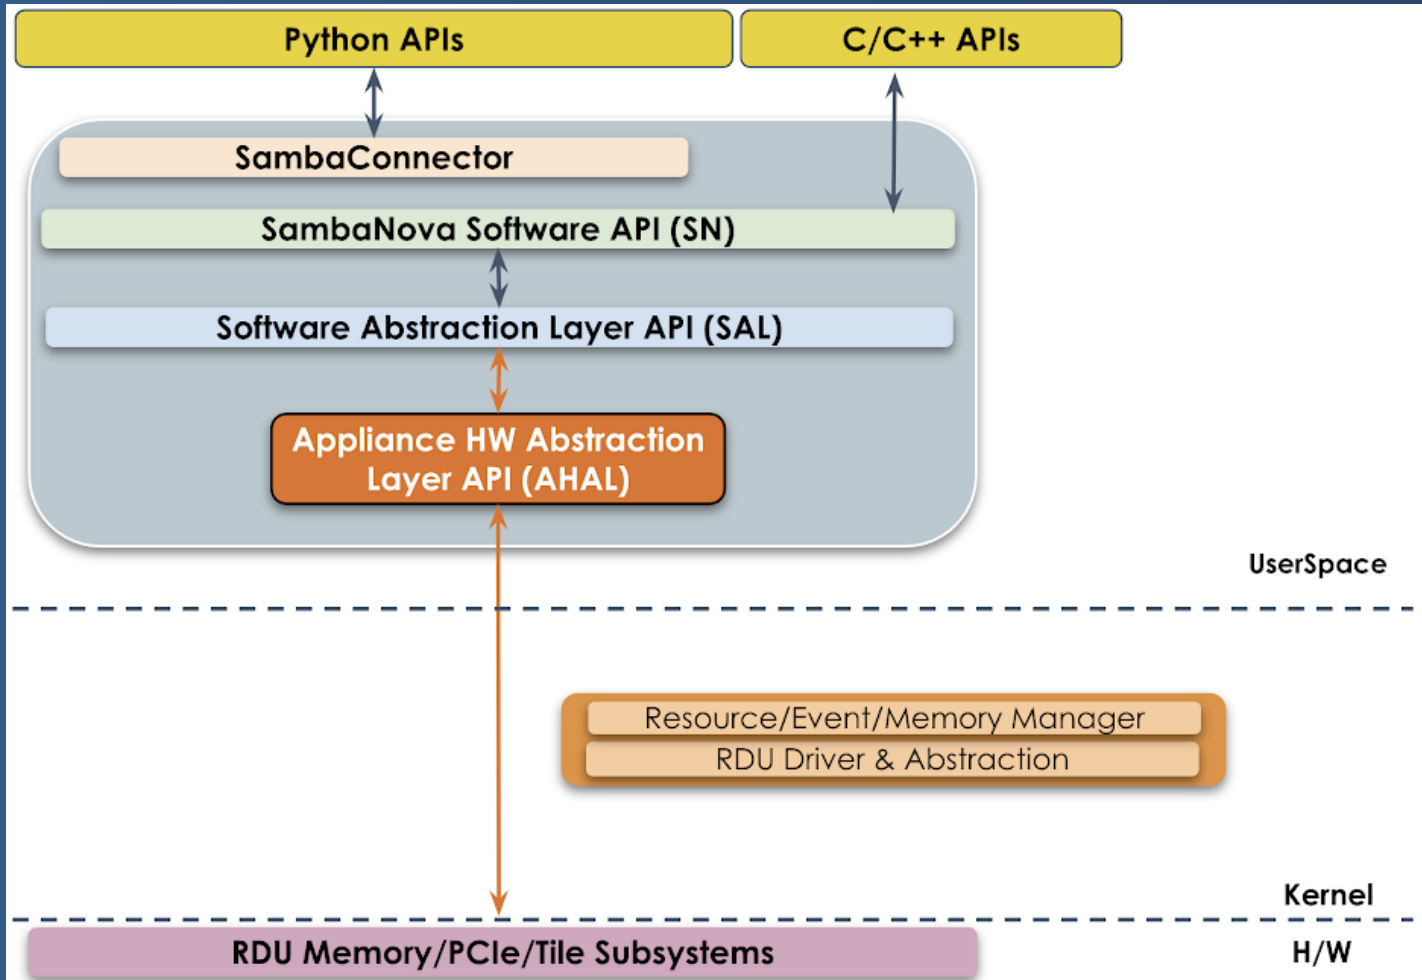 Python APIs
C/C++ APIs
SambaConnector
SambaNova Software API (SN)
Software Abstraction Layer API (SAL)
Appliance HW Abstraction
Layer API (AHAL)
UserSpace
Resource/Event/Memory Manager
RDU Driver & Abstraction
Kernel
RDU Memory/PCIe/Tile Subsystems
H/W